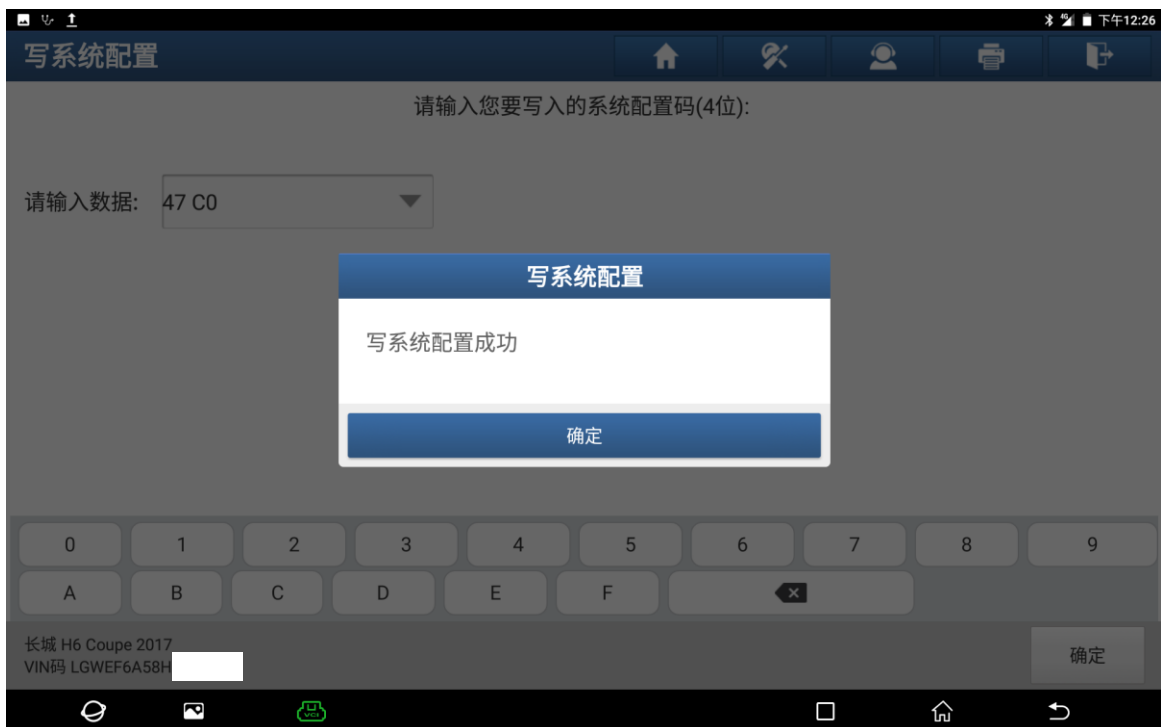 下午12:26
写系统配置
请输入您要写入的系统配置码(4位):
请输入数据: 47 C0
写系统配置
写系统配置成功
确定
0 1 2 3 4 5 6 7 8 9
A B C D E F
长城 H6 Coupe 2017
VIN码 LGWEF6A58H
确定
VCI